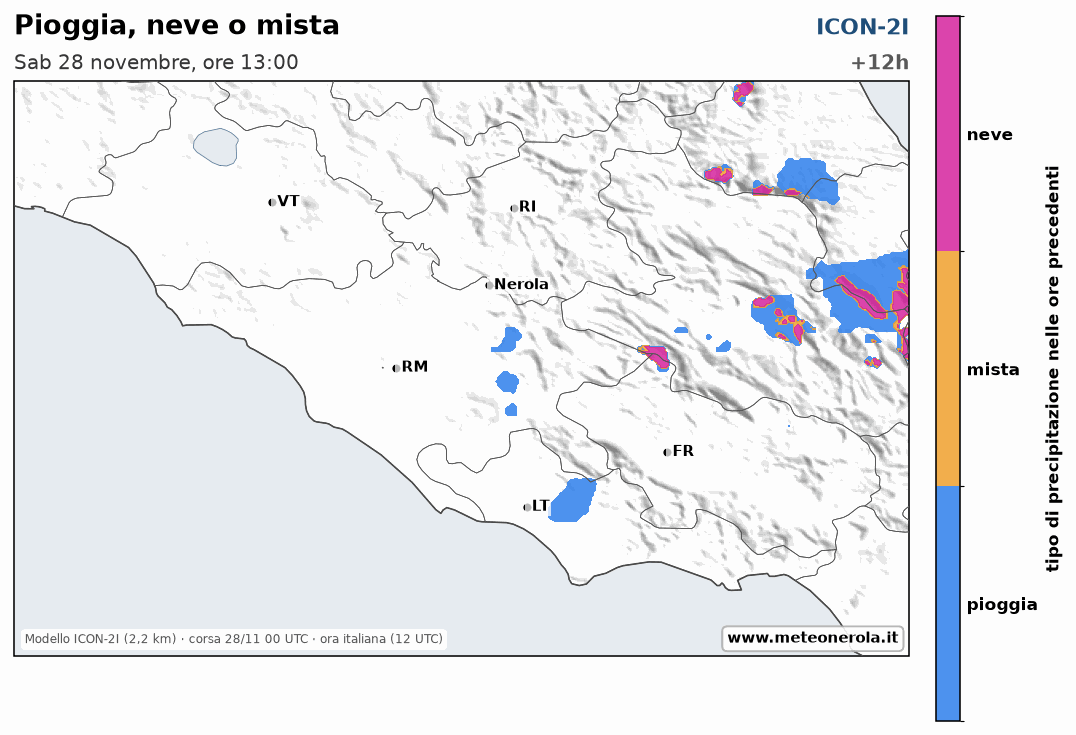 Pioggia, neve o mista
ICON-2I
Sab 28 novembre, ore 13:00
+12h
neve
VT
RI
Nerola
RM
mista
tipo di precipitazione nelle ore precedenti
FR
LT
pioggia
Modello ICON-2I (2,2 km) · corsa 28/11 00 UTC · ora italiana (12 UTC)
www.meteonerola.it